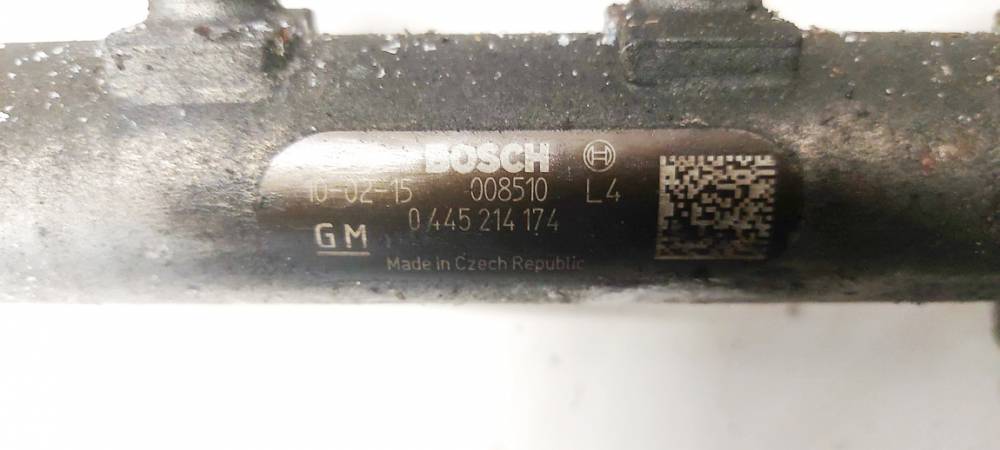 BOSCH
10-02-15 008510 L4
0 445 214 174
GM
Made in Czech Republic